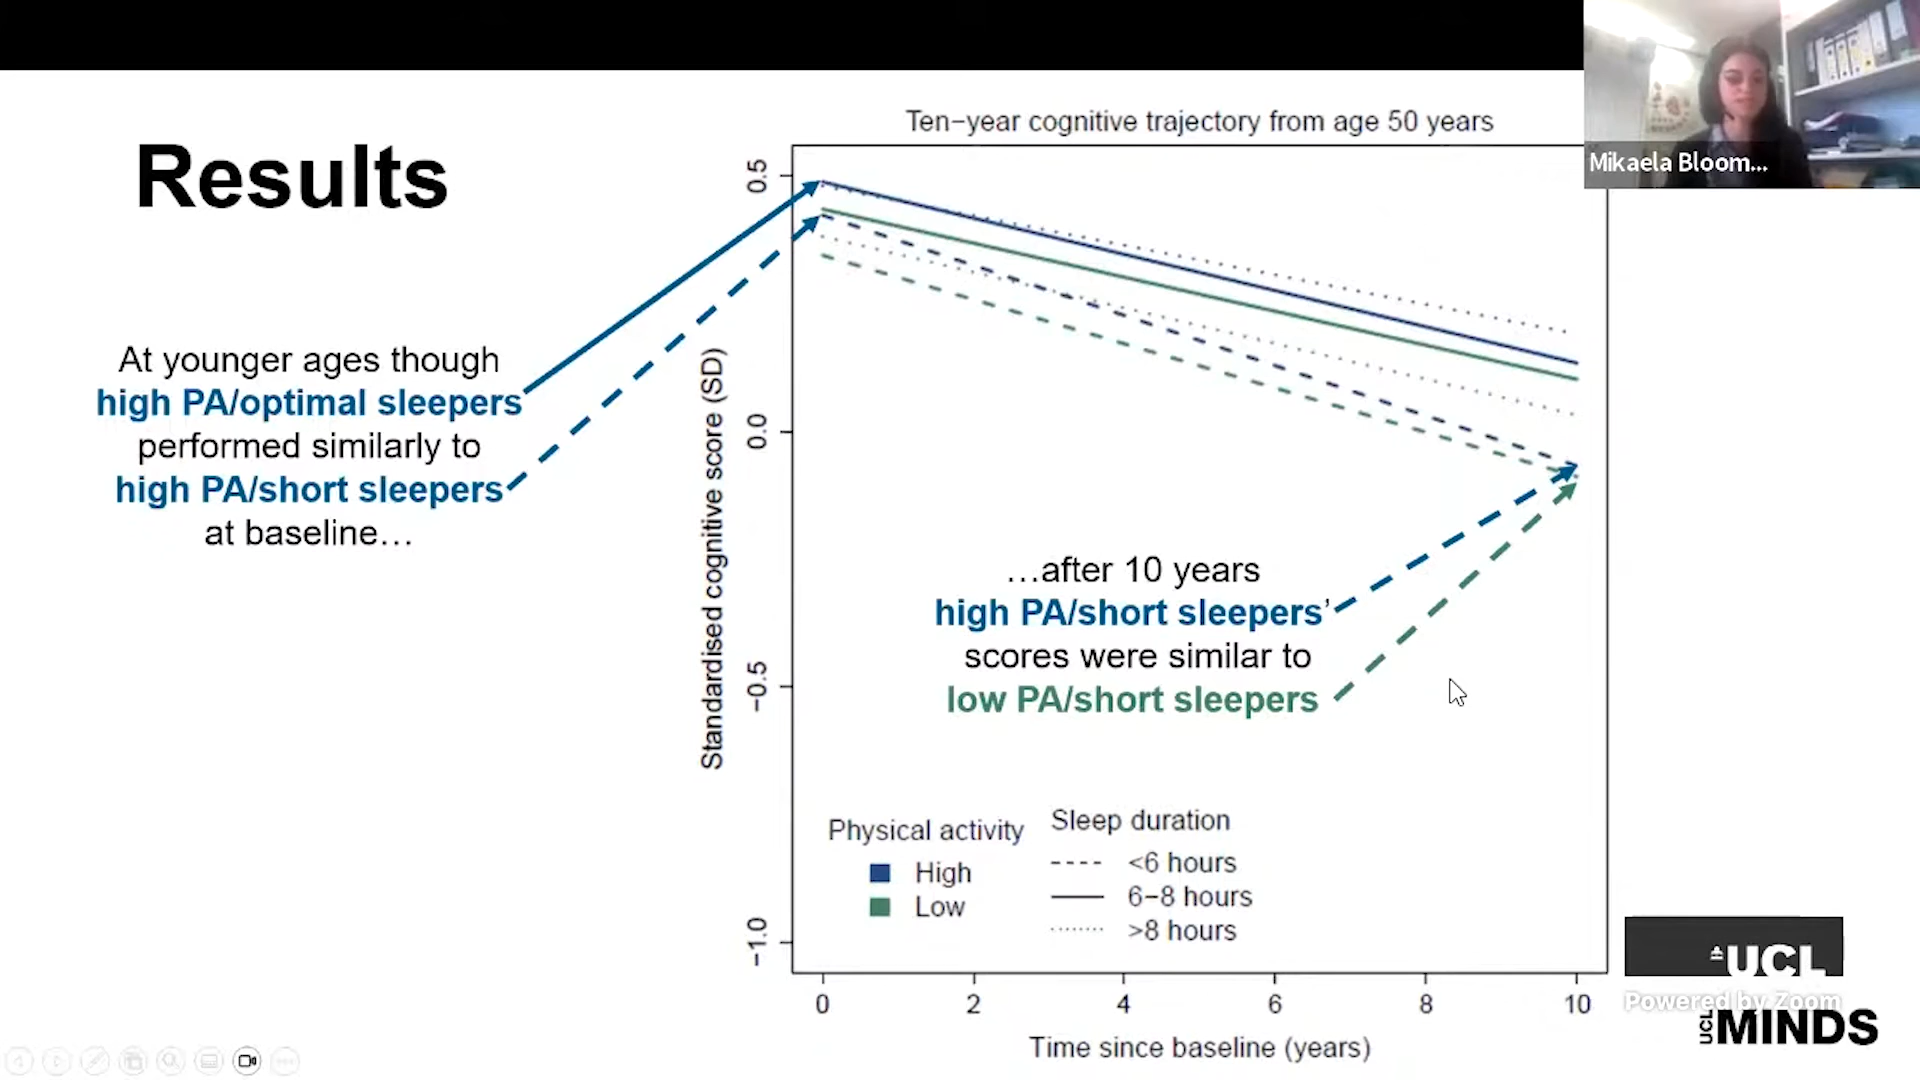 Mikaela Bloom...
Results
At younger ages though
high PA/optimal sleepers
performed similarly to
high PA/short sleepers
at baseline…
Ten−year cognitive trajectory from age 50 years
Standardised cognitive score (SD)
0.5
0.0
−0.5
−1.0
…after 10 years
high PA/short sleepers’
scores were similar to
low PA/short sleepers
Physical activity
High
Low
Sleep duration
<6 hours
6−8 hours
>8 hours
0 2 4 6 8 10
Time since baseline (years)
UCL
Powered by Zoom
UCL MINDS